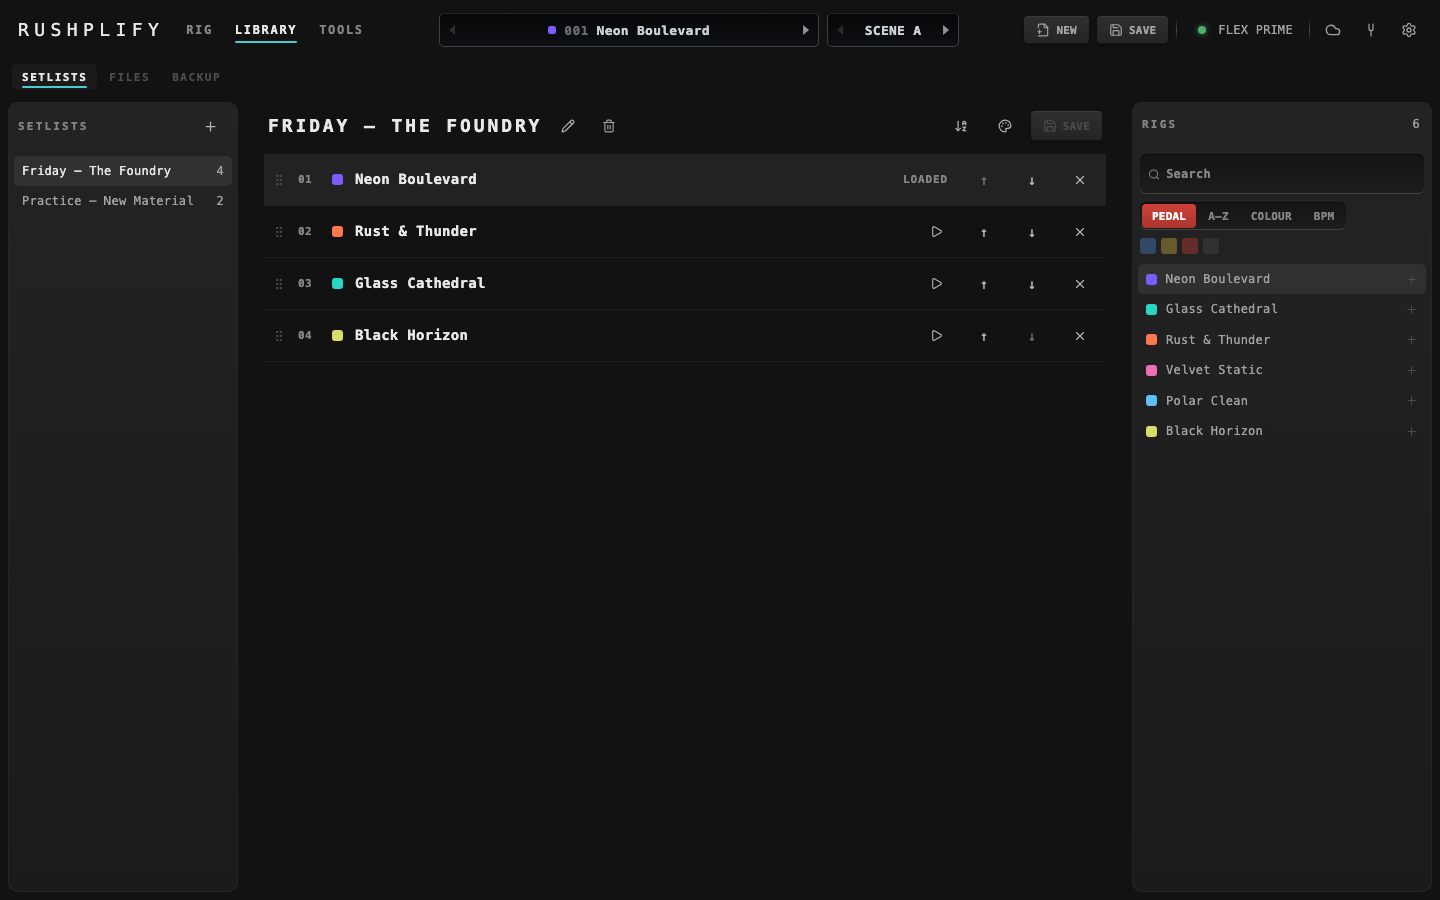 RUSHPLIFY RIG LIBRARY TOOLS 001 Neon Boulevard SCENE A NEW SAVE FLEX PRIME
SETLISTS FILES BACKUP
SETLISTS
Friday — The Foundry 4
Practice — New Material 2
FRIDAY — THE FOUNDRY SAVE
01 Neon Boulevard LOADED ↑ ↓
02 Rust & Thunder ↑ ↓
03 Glass Cathedral ↑ ↓
04 Black Horizon ↑ ↓
RIGS 6
Search
PEDAL A–Z COLOUR BPM
Neon Boulevard +
Glass Cathedral +
Rust & Thunder +
Velvet Static +
Polar Clean +
Black Horizon +